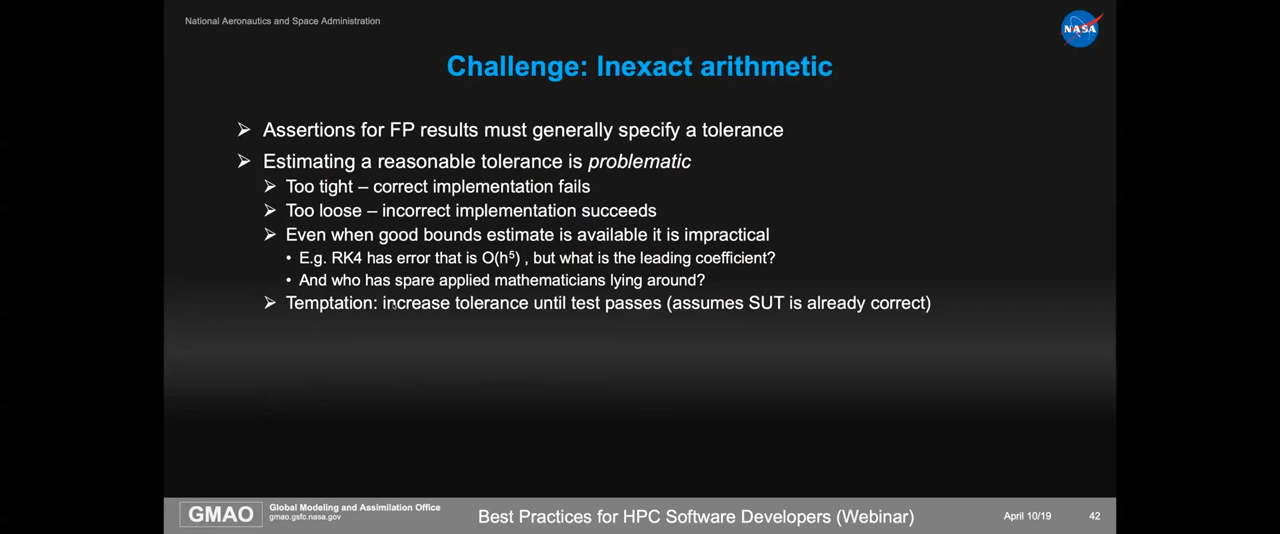 National Aeronautics and Space Administration
NASA
Challenge: Inexact arithmetic
➢ Assertions for FP results must generally specify a tolerance
➢ Estimating a reasonable tolerance is problematic
➢ Too tight – correct implementation fails
➢ Too loose – incorrect implementation succeeds
➢ Even when good bounds estimate is available it is impractical
• E.g. RK4 has error that is O(h⁵) , but what is the leading coefficient?
• And who has spare applied mathematicians lying around?
➢ Temptation: increase tolerance until test passes (assumes SUT is already correct)
GMAO
Global Modeling and Assimilation Office
gmao.gsfc.nasa.gov
Best Practices for HPC Software Developers (Webinar)
April 10/19
42